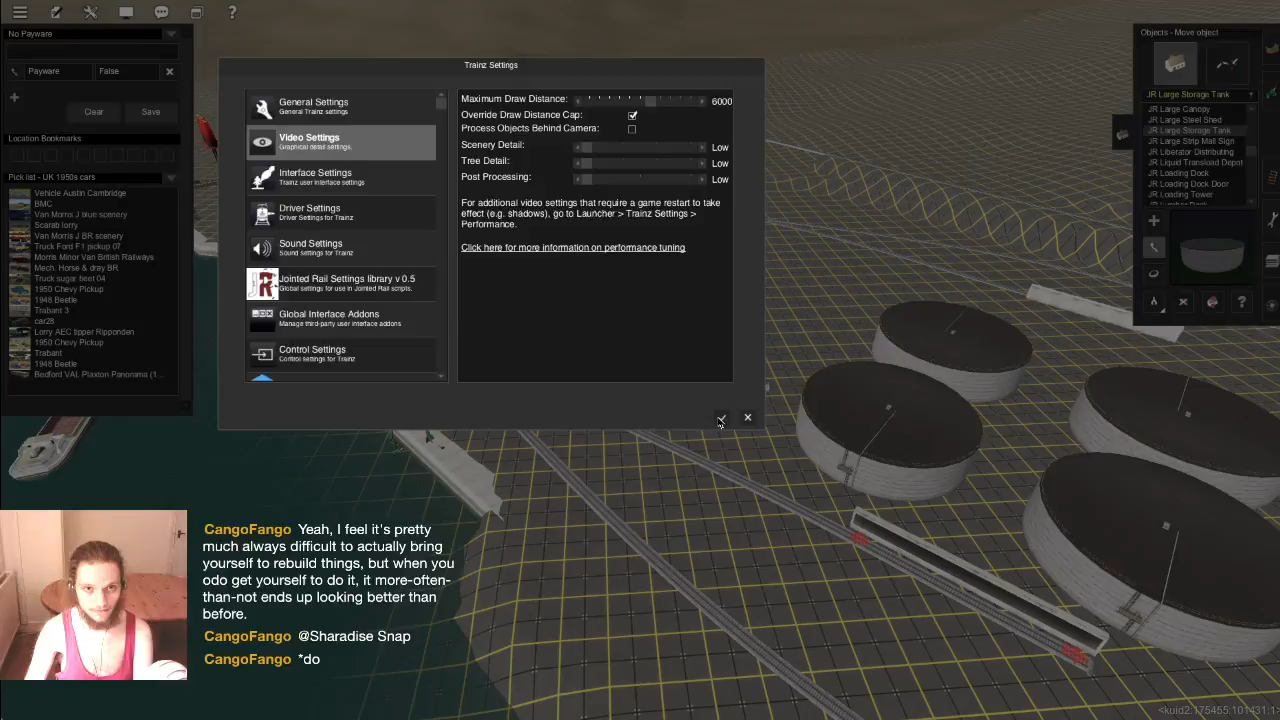 No Payware
Payware
False
Clear
Save
Location Bookmarks
Pick list - UK 1950s cars
Vehicle Austin Cambridge
BMC
Van Morris J blue scenery
Scarab lorry
Van Morris J BR scenery
Truck Ford F1 pickup 07
Morris Minor Van British Railways
Mech. Horse & dray BR
Truck sugar beet 04
1950 Chevy Pickup
1948 Beetle
Trabant 3
car28
Lorry AEC tipper Ripponden
1950 Chevy Pickup
Trabant
1948 Beetle
Bedford VAL Plaxton Panorama (1...
Trainz Settings
General Settings
General Trainz settings
Video Settings
Graphical detail settings.
Interface Settings
Trainz user interface settings
Driver Settings
Driver Settings for Trainz
Sound Settings
Sound settings for Trainz
Jointed Rail Settings library v 0.5
Global settings for use in Jointed Rail scripts.
Global Interface Addons
Manage third-party user interface addons
Control Settings
Control settings for Trainz
Maximum Draw Distance: 6000
Override Draw Distance Cap:
Process Objects Behind Camera:
Scenery Detail: Low
Tree Detail: Low
Post Processing: Low
For additional video settings that require a game restart to take
effect (e.g. shadows), go to Launcher > Trainz Settings >
Performance.
Click here for more information on performance tuning
Objects - Move object
JR Large Storage Tank
JR Large Canopy
JR Large Steel Shed
JR Large Storage Tank
JR Large Strip Mall Sign
JR Liberator Distributing
JR Liquid Transload Depot
JR Loading Dock
JR Loading Dock Door
JR Loading Tower
CangoFango Yeah, I feel it's pretty
much always difficult to actually bring
yourself to rebuild things, but when you
odo get yourself to do it, it more-often-
than-not ends up looking better than
before.
CangoFango @Sharadise Snap
CangoFango *do
<kuid2:175455:101431:1>